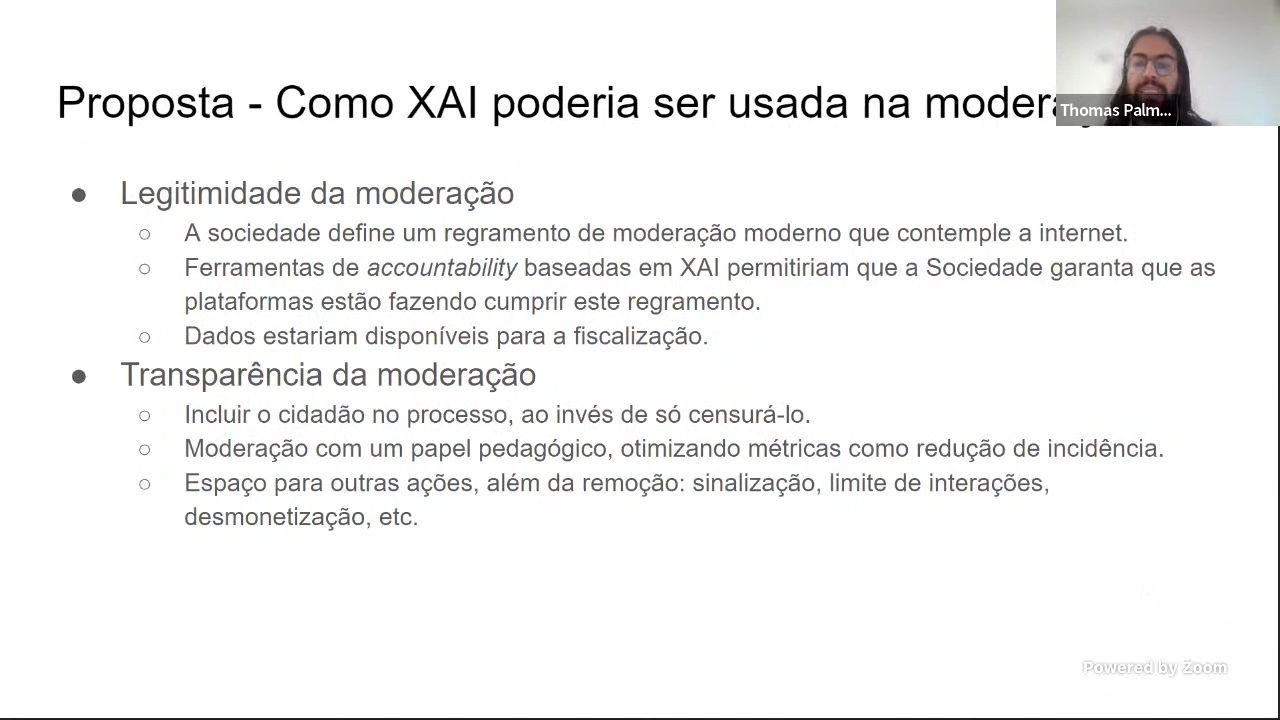 Proposta - Como XAI poderia ser usada na
Thomas Palm...
● Legitimidade da moderação
○ A sociedade define um regramento de moderação moderno que contemple a internet.
○ Ferramentas de accountability baseadas em XAI permitiriam que a Sociedade garanta que as
plataformas estão fazendo cumprir este regramento.
○ Dados estariam disponíveis para a fiscalização.
● Transparência da moderação
○ Incluir o cidadão no processo, ao invés de só censurá-lo.
○ Moderação com um papel pedagógico, otimizando métricas como redução de incidência.
○ Espaço para outras ações, além da remoção: sinalização, limite de interações,
desmonetização, etc.
Powered by Zoom